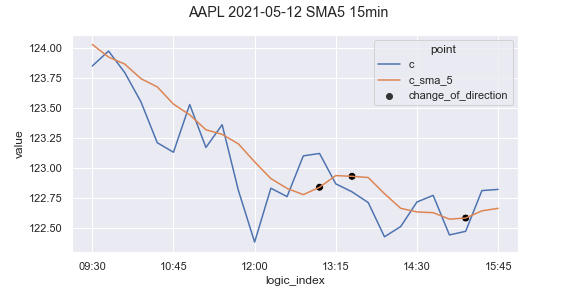 AAPL 2021-05-12 SMA5 15min
point
c
c_sma_5
change_of_direction
124.00
123.75
123.50
123.25
123.00
122.75
122.50
value
09:30 10:45 12:00 13:15 14:30 15:45
logic_index